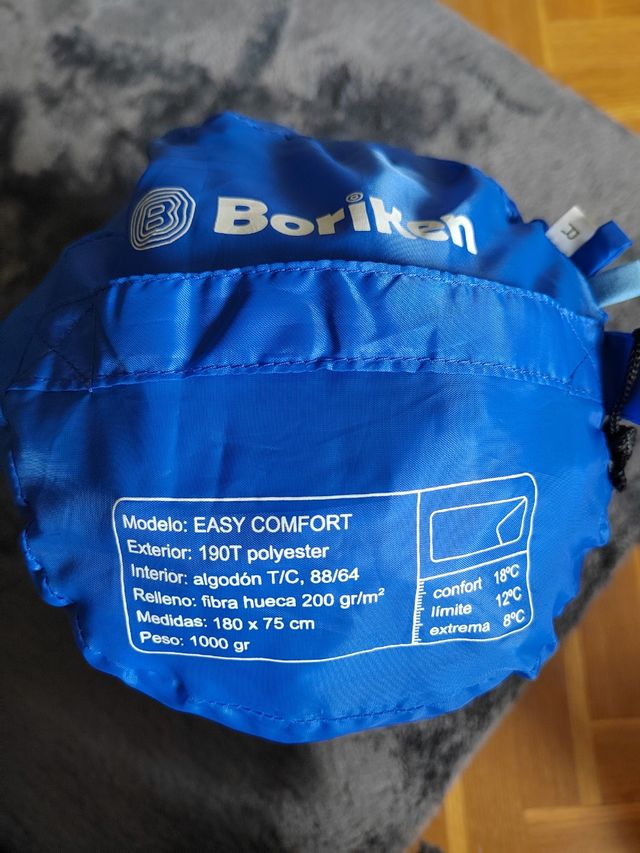 B Boriken
Modelo: EASY COMFORT
Exterior: 190T polyester
Interior: algodón T/C, 88/64
Relleno: fibra hueca 200 gr/m²
Medidas: 180 x 75 cm
Peso: 1000 gr
confort 18ºC
límite 12ºC
extrema 8ºC